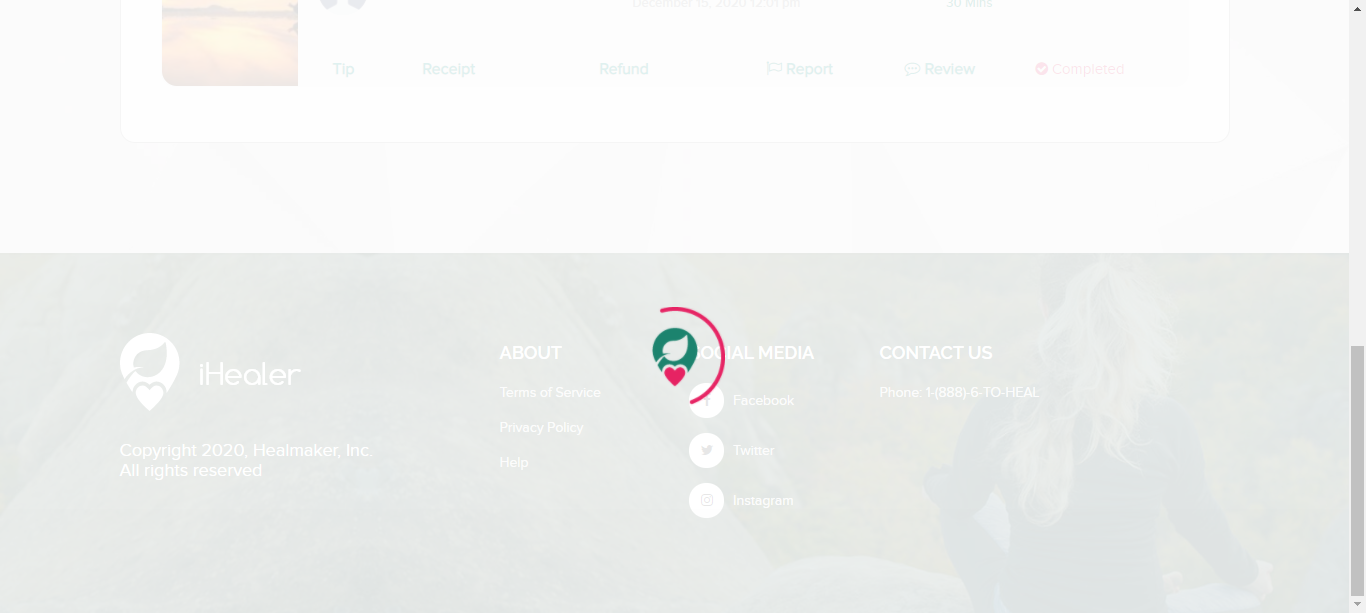 December 15, 2020 12:01 pm 30 Mins
Tip Receipt Refund Report Review Completed
iHealer
Copyright 2020, Healmaker, Inc.
All rights reserved
ABOUT
Terms of Service
Privacy Policy
Help
SOCIAL MEDIA
Facebook
Twitter
Instagram
CONTACT US
Phone: 1-(888)-6-TO-HEAL